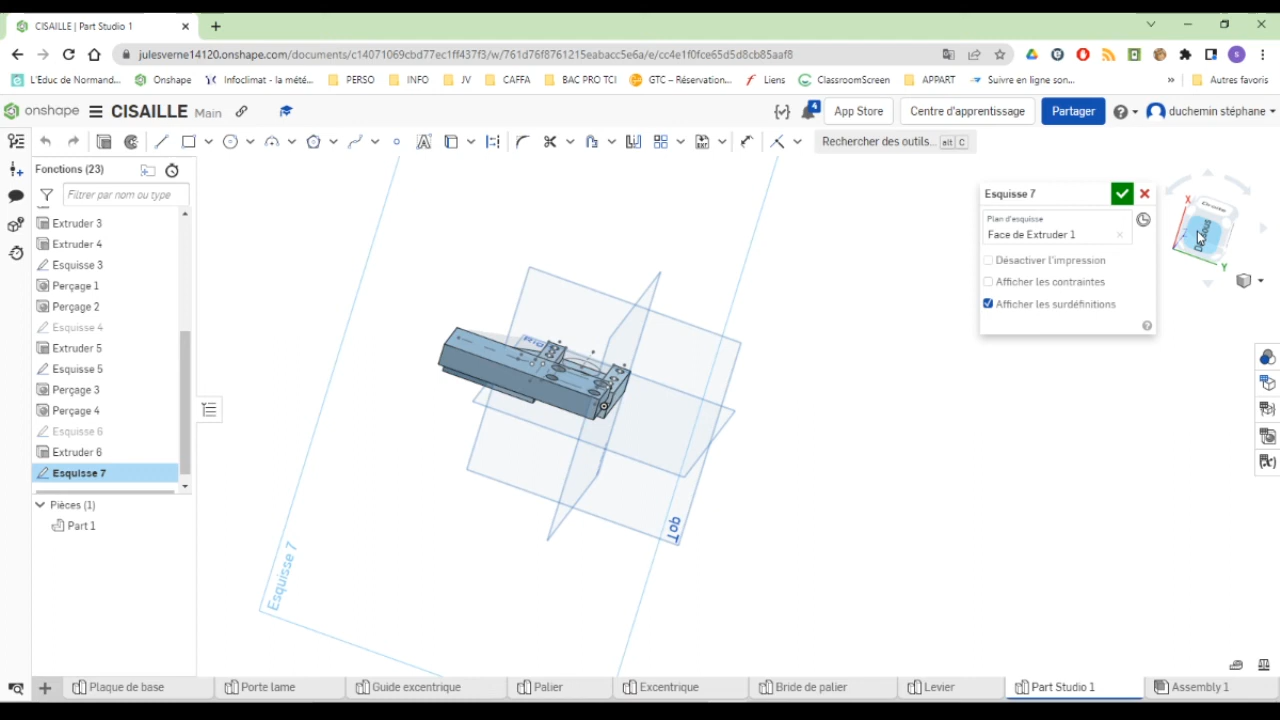 CISAILLE | Part Studio 1
julesverne14120.onshape.com/documents/c14071069cbd77ec1ff437f3/w/761d76f8761215eabacc5e6a/e/cc4e1f0fce65d5d8cb85aaf8
L'Educ de Normand... Onshape Infoclimat - la mété... PERSO INFO JV CAFFA BAC PRO TCI GTC – Réservation... Liens ClassroomScreen APPART Suivre en ligne son... » Autres favoris
onshape CISAILLE Main 4 App Store Centre d'apprentissage Partager duchemin stéphane
Rechercher des outils... alt C
Fonctions (23)
Filtrer par nom ou type
Extruder 3
Extruder 4
Esquisse 3
Perçage 1
Perçage 2
Esquisse 4
Extruder 5
Esquisse 5
Perçage 3
Perçage 4
Esquisse 6
Extruder 6
Esquisse 7
Pièces (1)
Part 1
Esquisse 7
Plan d'esquisse
Face de Extruder 1
Désactiver l'impression
Afficher les contraintes
Afficher les surdéfinitions
X
Y
Top
Esquisse 7
Plaque de base Porte lame Guide excentrique Palier Excentrique Bride de palier Levier Part Studio 1 Assembly 1